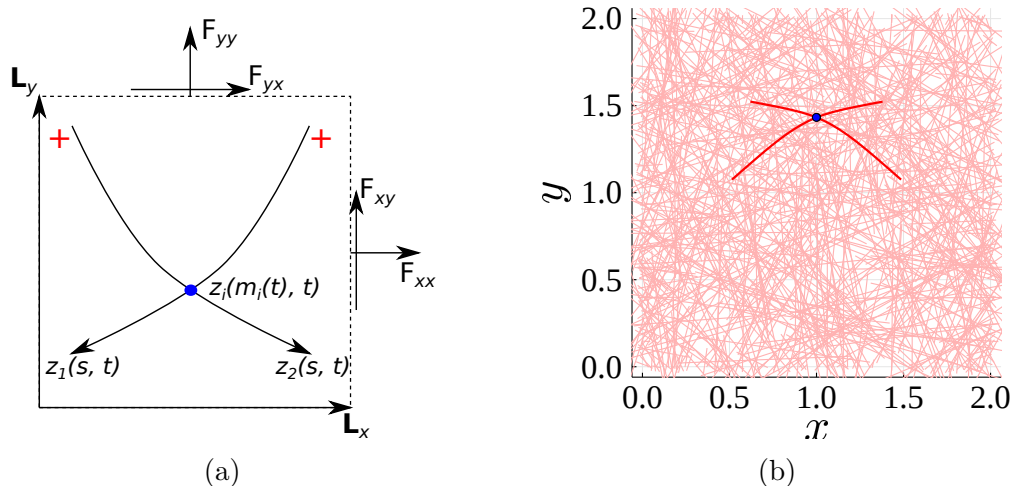 F_yy
F_yx
L_y
+ +
F_xy
z_i(m_i(t), t)
F_xx
z_1(s, t) z_2(s, t)
L_x
(a)
2.0
1.5
y
1.0
0.5
0.0
0.0 0.5 1.0 1.5 2.0
x
(b)